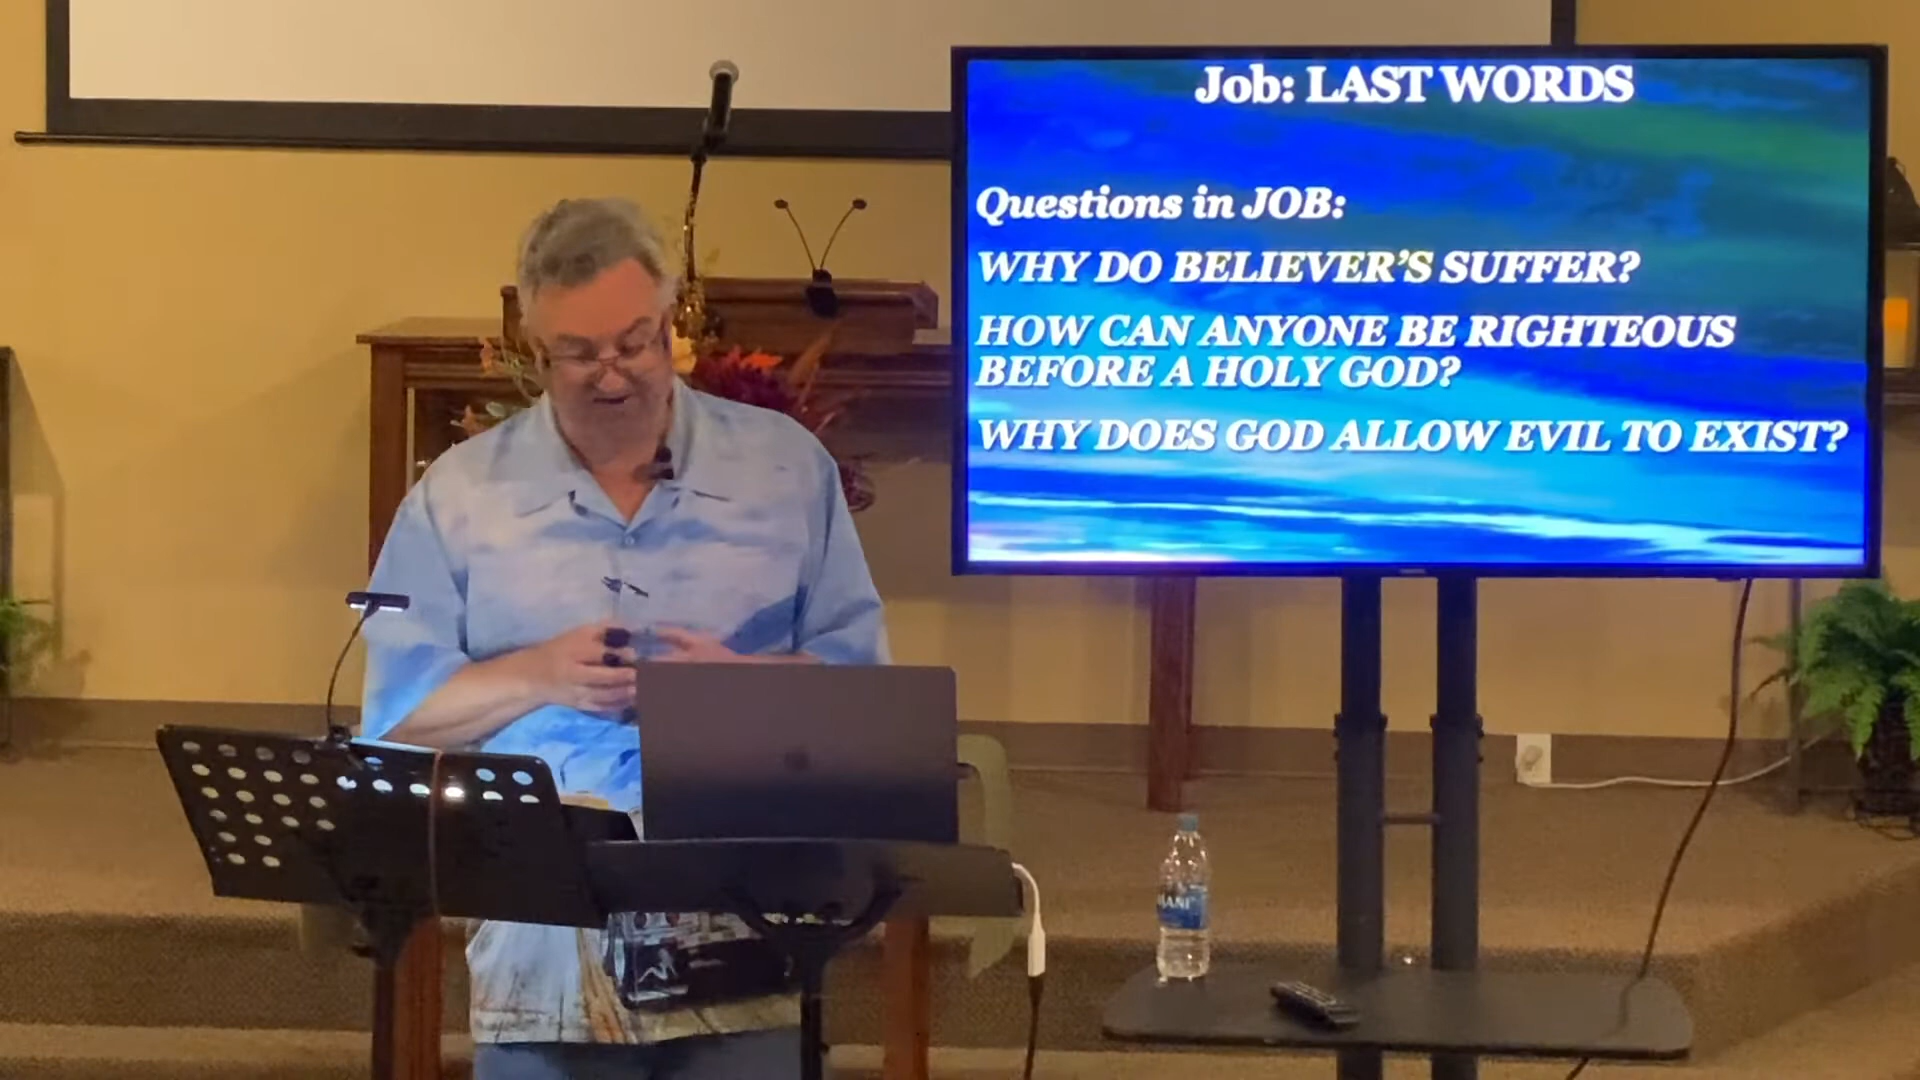 Job: LAST WORDS
Questions in JOB:
WHY DO BELIEVER'S SUFFER?
HOW CAN ANYONE BE RIGHTEOUS
BEFORE A HOLY GOD?
WHY DOES GOD ALLOW EVIL TO EXIST?